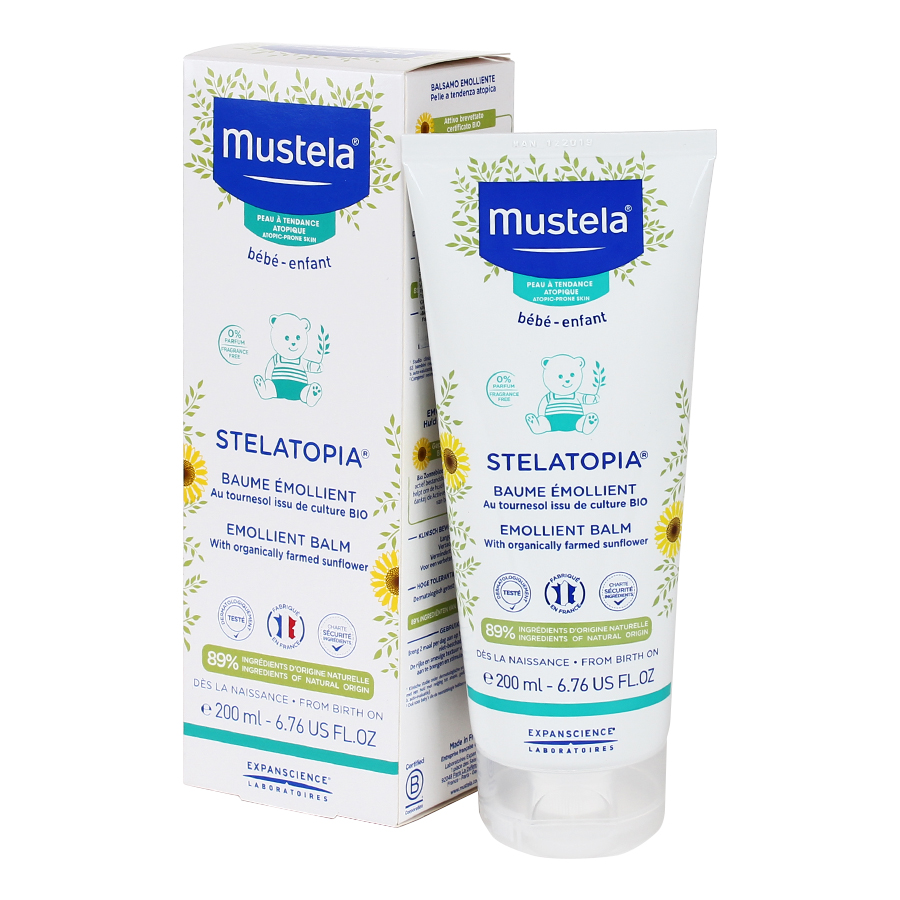 mustela®
PEAU À TENDANCE
ATOPIQUE
ATOPIC-PRONE SKIN
bébé-enfant
0%
PARFUM
FRAGRANCE
FREE
STELATOPIA®
BAUME ÉMOLLIENT
Au tournesol issu de culture BIO
EMOLLIENT BALM
With organically farmed sunflower
DERMATOLOGIQUEMENT
TESTÉ
FABRIQUÉ
EN FRANCE
CHARTE
SÉCURITÉ
INGRÉDIENTS
89% INGRÉDIENTS D'ORIGINE NATURELLE
INGREDIENTS OF NATURAL ORIGIN
DÈS LA NAISSANCE • FROM BIRTH ON
℮ 200 ml - 6.76 US FL.OZ
EXPANSCIENCE®
LABORATOIRES
BALSAMO EMOLLIENTE
Pelle a tendenza atopica
Attivo brevettato
certificato BIO
HOGE TOLERANT
Made in
Certified
B
mustela®
PEAU À TENDANCE
ATOPIQUE
ATOPIC-PRONE SKIN
bébé-enfant
0%
PARFUM
FRAGRANCE
FREE
STELATOPIA®
BAUME ÉMOLLIENT
Au tournesol issu de culture BIO
EMOLLIENT BALM
With organically farmed sunflower
DERMATOLOGIQUEMENT
TESTÉ
FABRIQUÉ
EN FRANCE
CHARTE
SÉCURITÉ
INGRÉDIENTS
89% INGRÉDIENTS D'ORIGINE NATURELLE
INGREDIENTS OF NATURAL ORIGIN
DÈS LA NAISSANCE • FROM BIRTH ON
℮ 200 ml - 6.76 US FL.OZ
EXPANSCIENCE®
LABORATOIRES